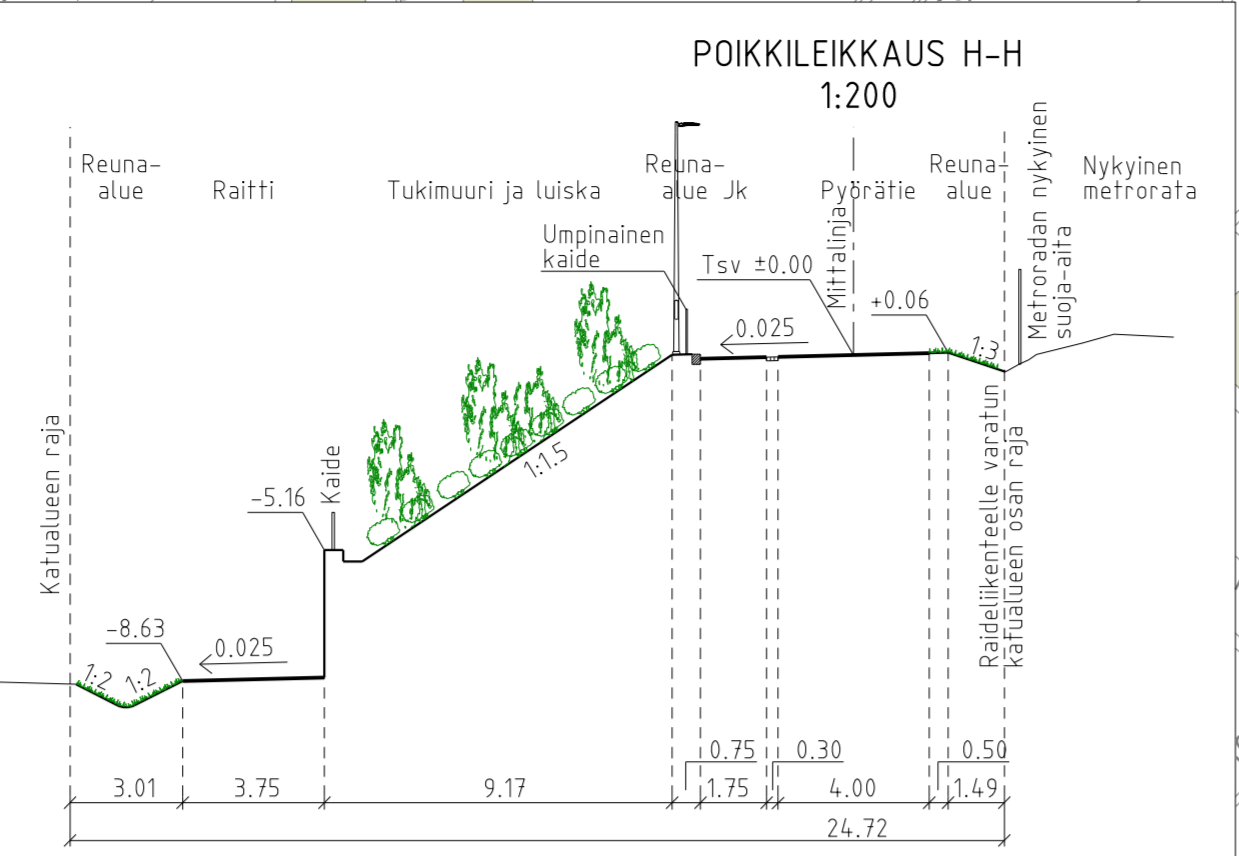 POIKKILEIKKAUS H-H
1:200
Reuna-
alue
Raitti
Tukimuuri ja luiska
Reuna-
alue Jk
Pyörätie
Reuna-
alue
Nykyinen
metrorata
Metroradan nykyinen
suoja-aita
Mittalinja
Umpinainen
kaide
Tsv ±0.00
+0.06
0.025
1:3
1:1.5
Kaide
-5.16
Katualueen raja
Raideliikenteelle varatun
katualueen osan raja
-8.63
0.025
1:2
1:2
0.75
0.30
0.50
3.01
3.75
9.17
1.75
4.00
1.49
24.72